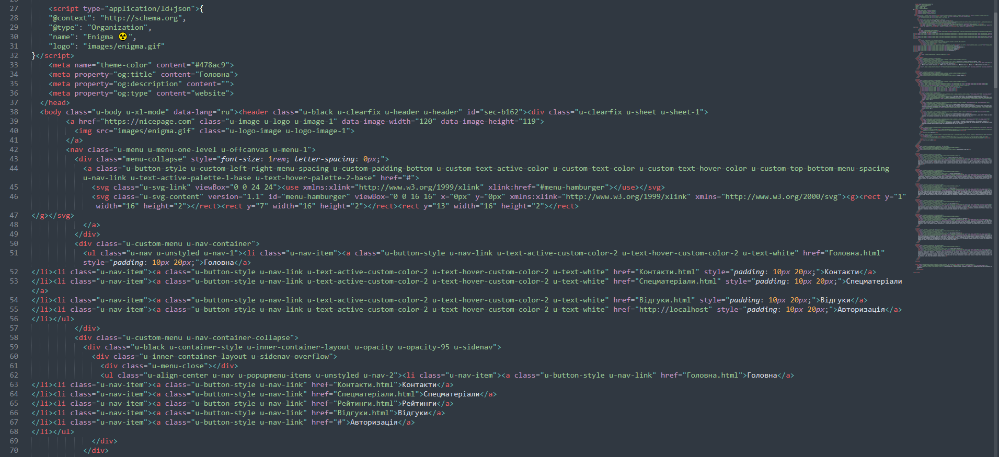 27 <script type="application/ld+json">{
28 "@context": "http://schema.org",
29 "@type": "Organization",
30 "name": "Enigma ☢",
31 "logo": "images/enigma.gif"
32 }</script>
33 <meta name="theme-color" content="#478ac9">
34 <meta property="og:title" content="Головна">
35 <meta property="og:description" content="">
36 <meta property="og:type" content="website">
37 </head>
38 <body class="u-body u-xl-mode" data-lang="ru"><header class="u-black u-clearfix u-header u-header" id="sec-b162"><div class="u-clearfix u-sheet u-sheet-1">
39 <a href="https://nicepage.com" class="u-image u-logo u-image-1" data-image-width="120" data-image-height="119">
40 <img src="images/enigma.gif" class="u-logo-image u-logo-image-1">
41 </a>
42 <nav class="u-menu u-menu-one-level u-offcanvas u-menu-1">
43 <div class="menu-collapse" style="font-size: 1rem; letter-spacing: 0px;">
44 <a class="u-button-style u-custom-left-right-menu-spacing u-custom-padding-bottom u-custom-text-active-color u-custom-text-color u-custom-text-hover-color u-custom-top-bottom-menu-spacing
u-nav-link u-text-active-palette-1-base u-text-hover-palette-2-base" href="#">
45 <svg class="u-svg-link" viewBox="0 0 24 24"><use xmlns:xlink="http://www.w3.org/1999/xlink" xlink:href="#menu-hamburger"></use></svg>
46 <svg class="u-svg-content" version="1.1" id="menu-hamburger" viewBox="0 0 16 16" x="0px" y="0px" xmlns:xlink="http://www.w3.org/1999/xlink" xmlns="http://www.w3.org/2000/svg"><g><rect y="1"
width="16" height="2"></rect><rect y="7" width="16" height="2"></rect><rect y="13" width="16" height="2"></rect>
47 </g></svg>
48 </a>
49 </div>
50 <div class="u-custom-menu u-nav-container">
51 <ul class="u-nav u-unstyled u-nav-1"><li class="u-nav-item"><a class="u-button-style u-nav-link u-text-active-custom-color-2 u-text-hover-custom-color-2 u-text-white" href="Головна.html"
style="padding: 10px 20px;">Головна</a>
52 </li><li class="u-nav-item"><a class="u-button-style u-nav-link u-text-active-custom-color-2 u-text-hover-custom-color-2 u-text-white" href="Контакти.html" style="padding: 10px 20px;">Контакти</a>
53 </li><li class="u-nav-item"><a class="u-button-style u-nav-link u-text-active-custom-color-2 u-text-hover-custom-color-2 u-text-white" href="Спецматеріали.html" style="padding: 10px 20px;">Спецматеріали
</a>
54 </li><li class="u-nav-item"><a class="u-button-style u-nav-link u-text-active-custom-color-2 u-text-hover-custom-color-2 u-text-white" href="Відгуки.html" style="padding: 10px 20px;">Відгуки</a>
55 </li><li class="u-nav-item"><a class="u-button-style u-nav-link u-text-active-custom-color-2 u-text-hover-custom-color-2 u-text-white" href="http://localhost" style="padding: 10px 20px;">Авторизація</a>
56 </li></ul>
57 </div>
58 <div class="u-custom-menu u-nav-container-collapse">
59 <div class="u-black u-container-style u-inner-container-layout u-opacity u-opacity-95 u-sidenav">
60 <div class="u-inner-container-layout u-sidenav-overflow">
61 <div class="u-menu-close"></div>
62 <ul class="u-align-center u-nav u-popupmenu-items u-unstyled u-nav-2"><li class="u-nav-item"><a class="u-button-style u-nav-link" href="Головна.html">Головна</a>
63 </li><li class="u-nav-item"><a class="u-button-style u-nav-link" href="Контакти.html">Контакти</a>
64 </li><li class="u-nav-item"><a class="u-button-style u-nav-link" href="Спецматеріали.html">Спецматеріали</a>
65 </li><li class="u-nav-item"><a class="u-button-style u-nav-link" href="Рейтинги.html">Рейтинги</a>
66 </li><li class="u-nav-item"><a class="u-button-style u-nav-link" href="Відгуки.html">Відгуки</a>
67 </li><li class="u-nav-item"><a class="u-button-style u-nav-link" href="#">Авторизація</a>
68 </li></ul>
69 </div>
70 </div>